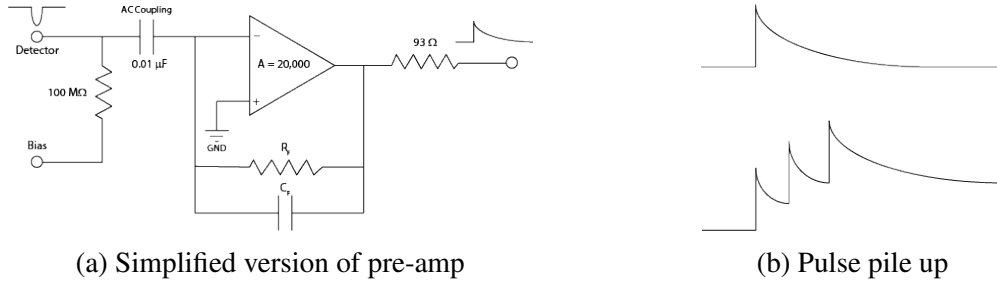 AC Coupling
Detector
0.01 µF
100 MΩ
Bias
A = 20,000
93 Ω
GND
R_F
C_F
(a) Simplified version of pre-amp
(b) Pulse pile up